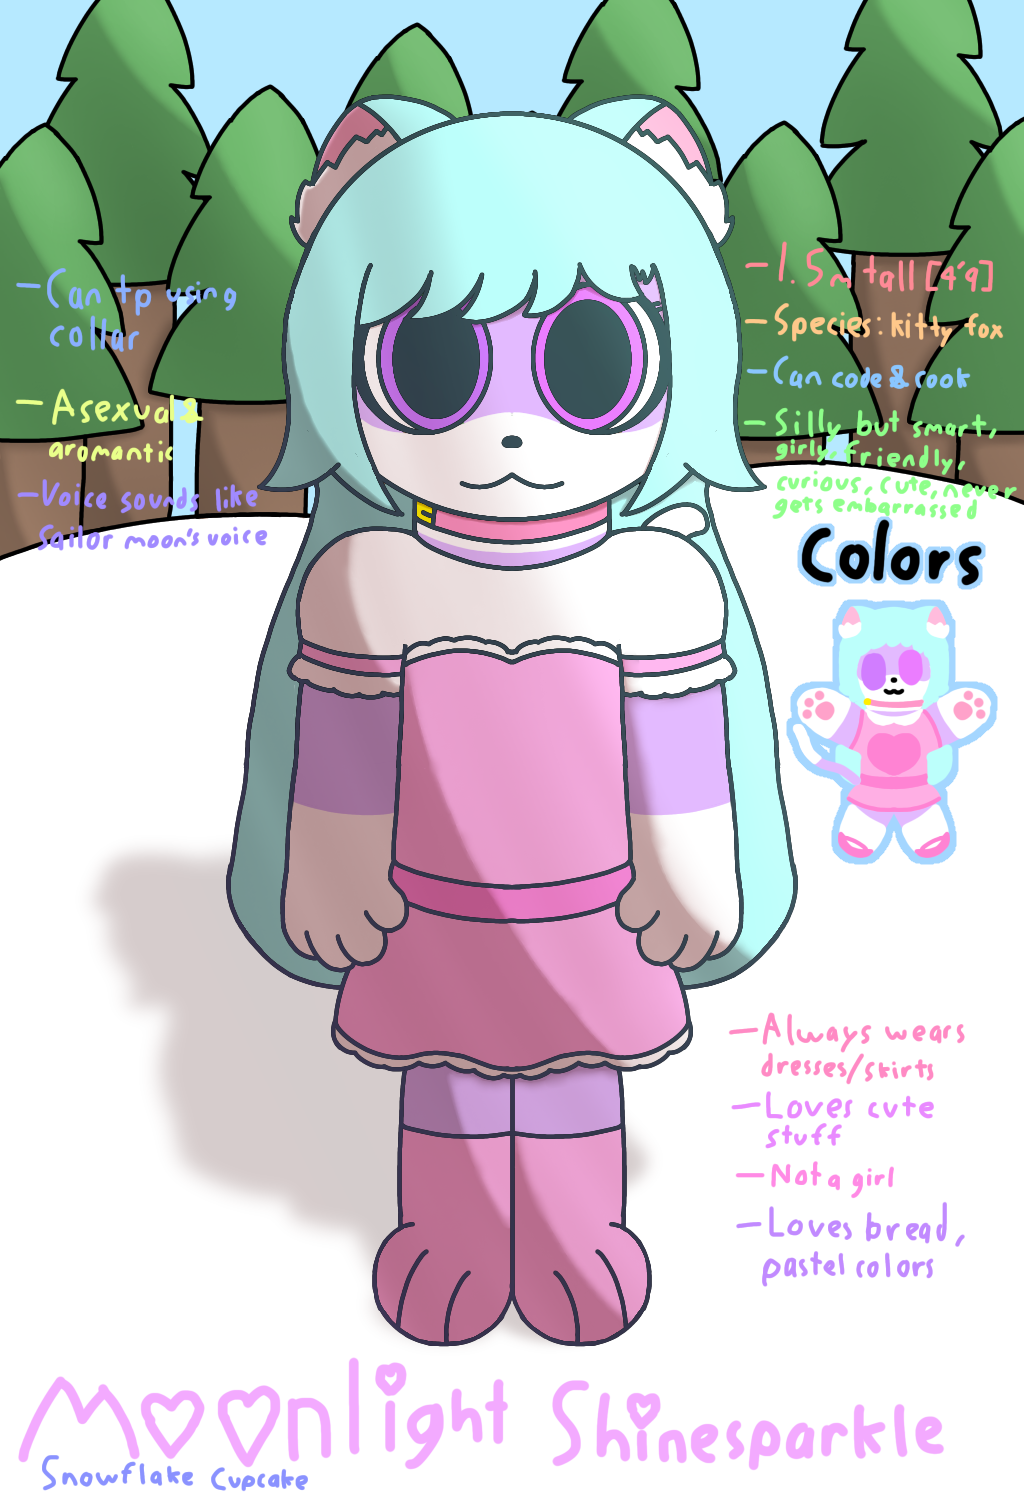 -Can tp using
collar
-Asexual &
aromantic
-Voice sounds like
Sailor moon's voice
-1.5m tall [4'9]
-Species: kitty fox
-Can code & cook
-Silly but smart,
girly, friendly,
curious, cute, never
gets embarrassed
Colors
-Always wears
dresses/skirts
-Loves cute
stuff
-Not a girl
-Loves bread,
pastel colors
Moonlight Shinesparkle
Snowflake Cupcake